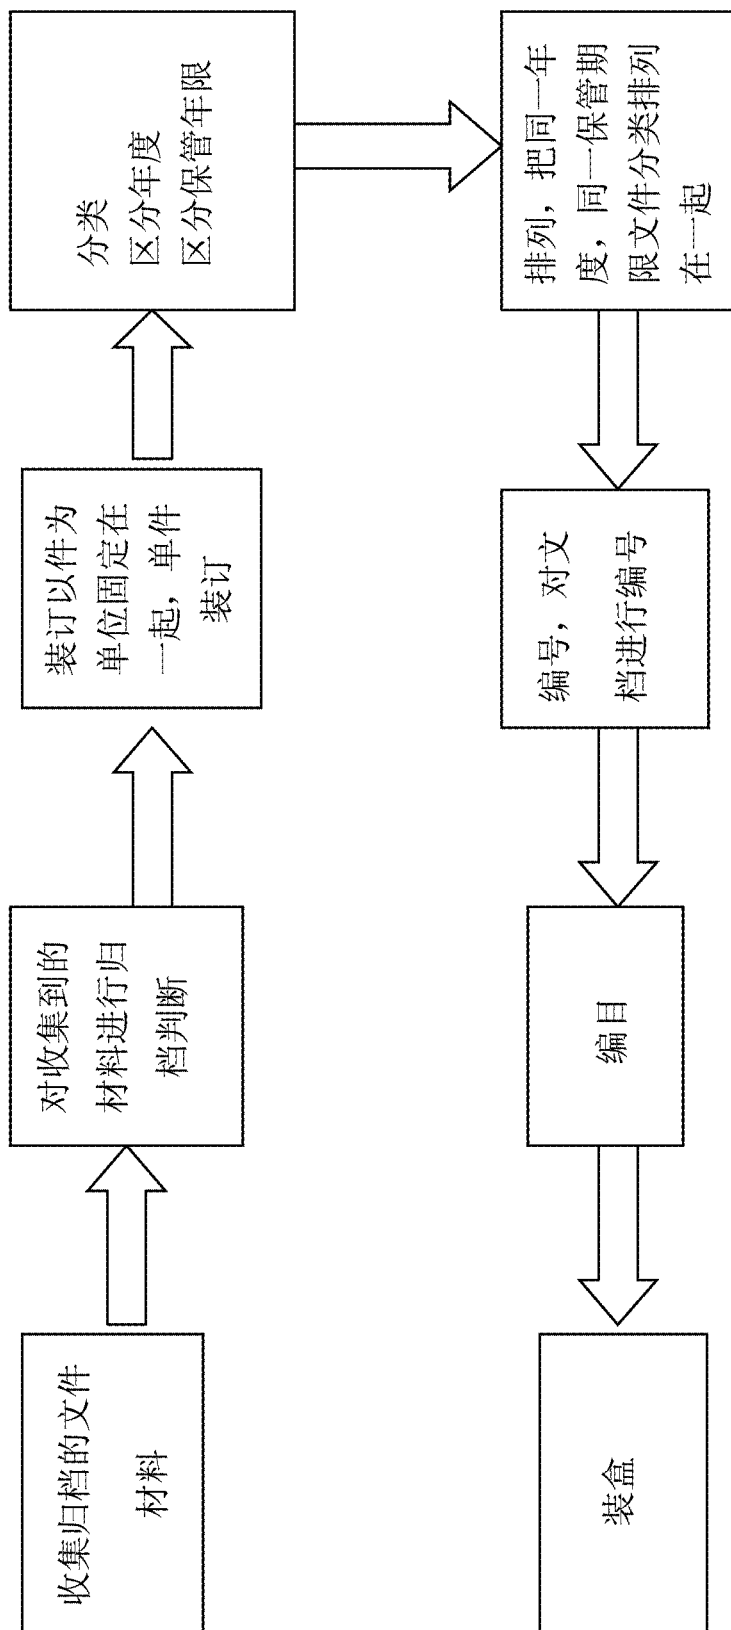 收集归档的文件
材料
对收集到的
材料进行归
档判断
装订以件为
单位固定在
一起，单件
装订
分类
区分年度
区分保管年限
排列，把同一年
度，同一保管期
限文件分类排列
在一起
编号，对文
档进行编号
编目
装盒